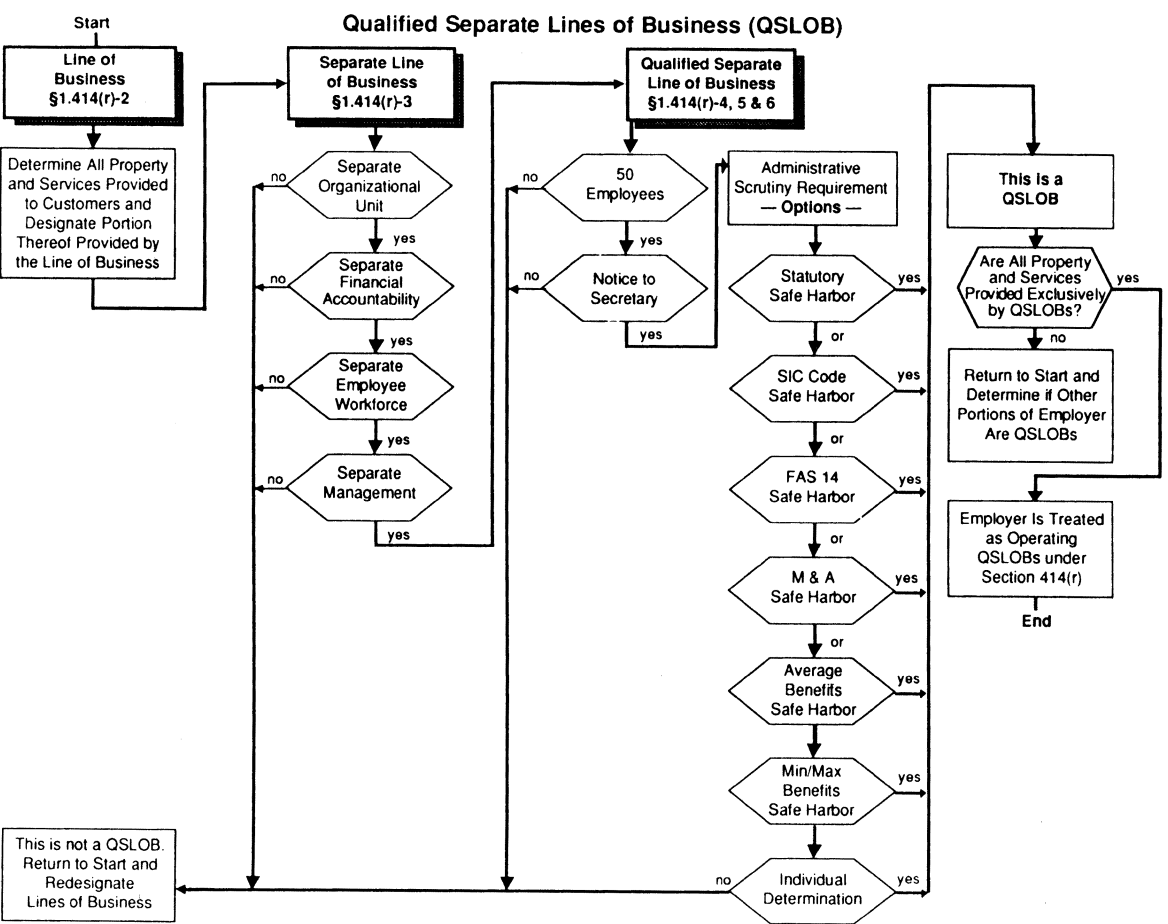 Qualified Separate Lines of Business (QSLOB)
Start
Line of
Business
§1.414(r)-2
Determine All Property
and Services Provided
to Customers and
Designate Portion
Thereof Provided by
the Line of Business
Separate Line
of Business
§1.414(r)-3
Separate
Organizational
Unit
no
yes
Separate
Financial
Accountability
no
yes
Separate
Employee
Workforce
no
yes
Separate
Management
no
yes
Qualified Separate
Line of Business
§1.414(r)-4, 5 & 6
50
Employees
no
yes
Notice to
Secretary
no
yes
Administrative
Scrutiny Requirement
— Options —
Statutory
Safe Harbor
yes
or
SIC Code
Safe Harbor
yes
or
FAS 14
Safe Harbor
yes
or
M & A
Safe Harbor
yes
or
Average
Benefits
Safe Harbor
yes
Min/Max
Benefits
Safe Harbor
yes
Individual
Determination
no
yes
This is a
QSLOB
Are All Property
and Services
Provided Exclusively
by QSLOBs?
yes
no
Return to Start and
Determine if Other
Portions of Employer
Are QSLOBs
Employer Is Treated
as Operating
QSLOBs under
Section 414(r)
End
This is not a QSLOB.
Return to Start and
Redesignate
Lines of Business